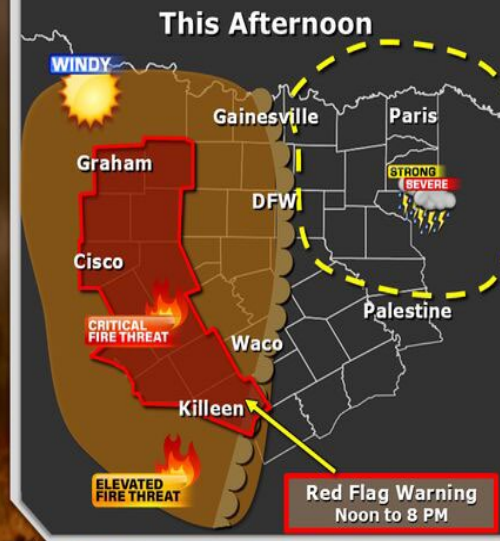 This Afternoon
WINDY
Gainesville
Paris
Graham
STRONG
SEVERE
DFW
Cisco
CRITICAL
FIRE THREAT
Palestine
Waco
Killeen
ELEVATED
FIRE THREAT
Red Flag Warning
Noon to 8 PM